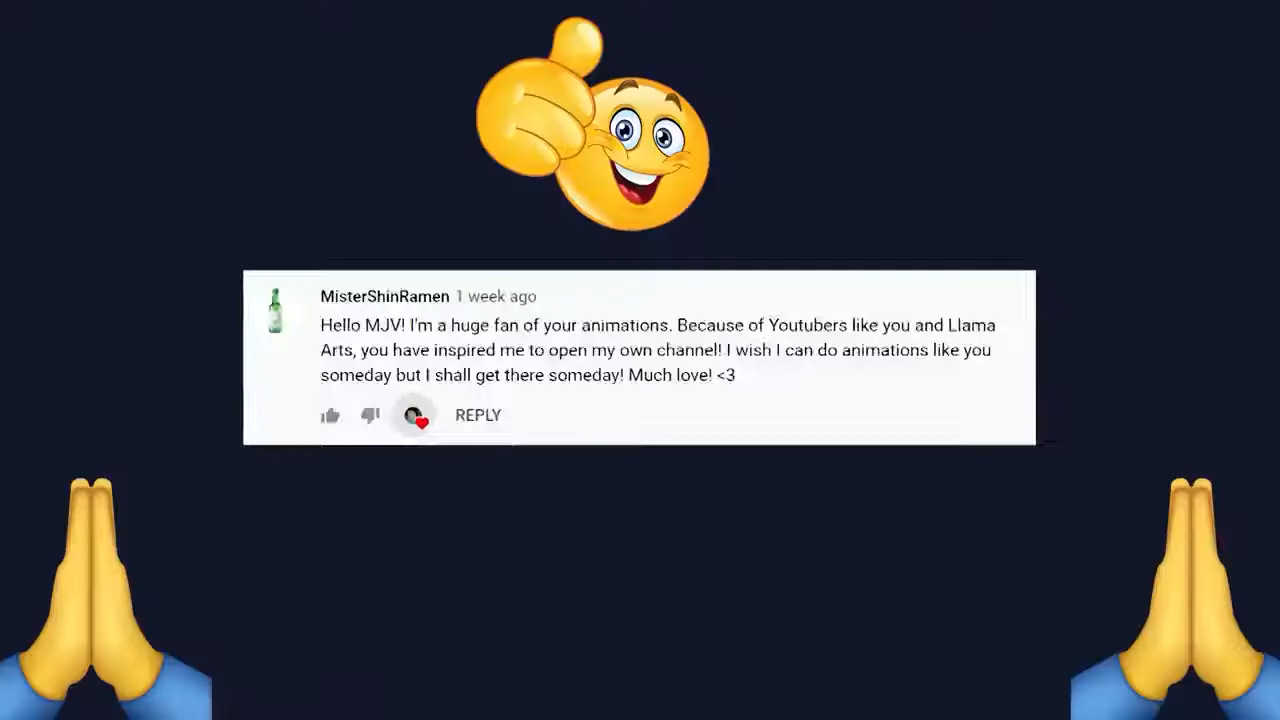 MisterShinRamen 1 week ago
Hello MJV! I'm a huge fan of your animations. Because of Youtubers like you and Llama
Arts, you have inspired me to open my own channel! I wish I can do animations like you
someday but I shall get there someday! Much love! <3
REPLY